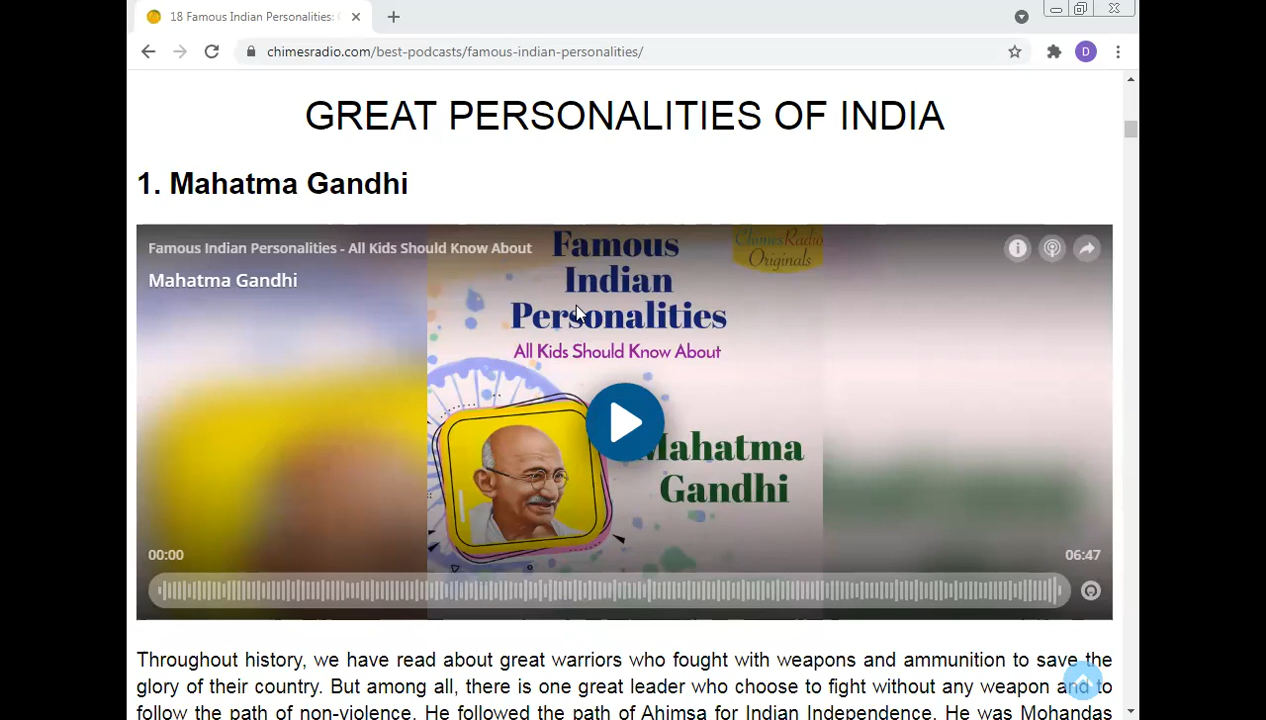 18 Famous Indian Personalities:
chimesradio.com/best-podcasts/famous-indian-personalities/
D
GREAT PERSONALITIES OF INDIA
1. Mahatma Gandhi
Famous Indian Personalities - All Kids Should Know About
Mahatma Gandhi
Famous
Indian
Personalities
All Kids Should Know About
ChimesRadio
Originals
Mahatma
Gandhi
00:00
06:47
Throughout history, we have read about great warriors who fought with weapons and ammunition to save the
glory of their country. But among all, there is one great leader who choose to fight without any weapon and to
follow the path of non-violence. He followed the path of Ahimsa for Indian Independence. He was Mohandas